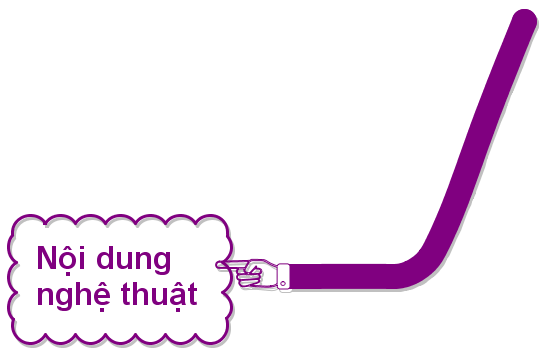 Nội dung
nghệ thuật